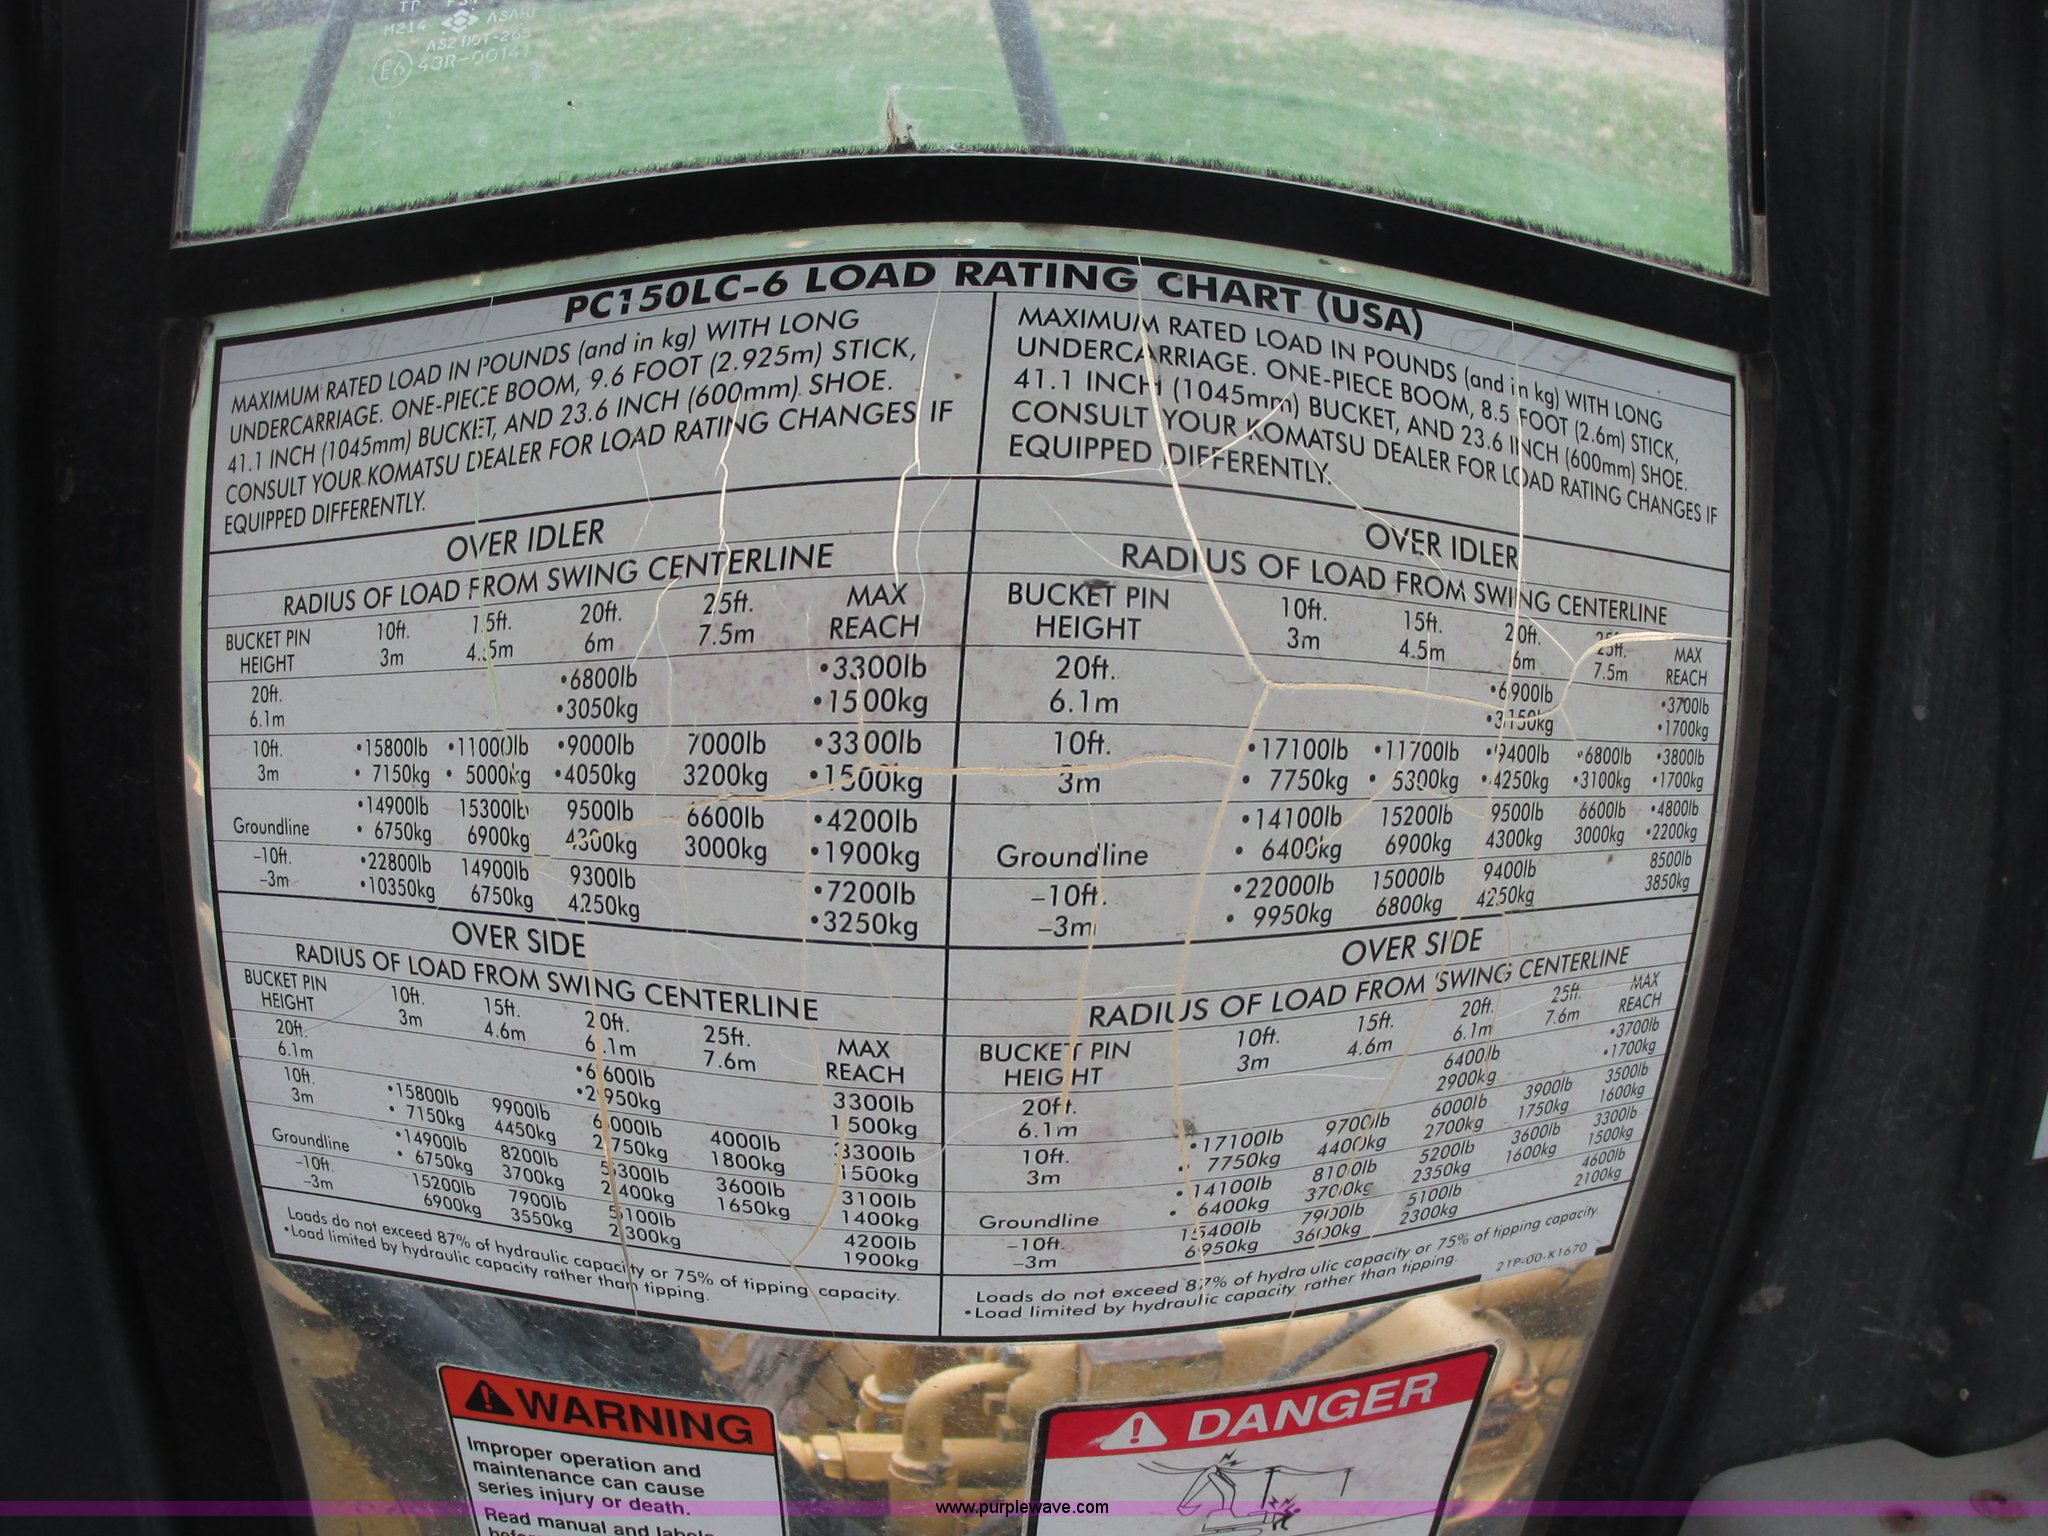 M214 ASAHI
AS2 DOT-265
E6 43R-00141
PC150LC-6 LOAD RATING CHART (USA)
MAXIMUM RATED LOAD IN POUNDS (and in kg) WITH LONG
UNDERCARRIAGE. ONE-PIECE BOOM, 9.6 FOOT (2.925m) STICK,
41.1 INCH (1045mm) BUCKET, AND 23.6 INCH (600mm) SHOE.
CONSULT YOUR KOMATSU DEALER FOR LOAD RATING CHANGES IF
EQUIPPED DIFFERENTLY.
OVER IDLER
RADIUS OF LOAD FROM SWING CENTERLINE
BUCKET PIN 10ft. 15ft. 20ft. 25ft. MAX
HEIGHT 3m 4.5m 6m 7.5m REACH
20ft. •6800lb •3300lb
6.1m •3050kg •1500kg
10ft. •15800lb •11000lb •9000lb 7000lb •3300lb
3m • 7150kg • 5000kg •4050kg 3200kg •1500kg
•14900lb 15300lb 9500lb 6600lb •4200lb
Groundline • 6750kg 6900kg 4300kg 3000kg •1900kg
–10ft. •22800lb 14900lb 9300lb •7200lb
–3m •10350kg 6750kg 4250kg •3250kg
OVER SIDE
RADIUS OF LOAD FROM SWING CENTERLINE
BUCKET PIN 10ft. 15ft. 20ft. 25ft. MAX
HEIGHT 3m 4.6m 6.1m 7.6m REACH
20ft. •6600lb 3300lb
6.1m •2950kg 1500kg
10ft. •15800lb 9900lb 6000lb 4000lb 3300lb
3m • 7150kg 4450kg 2750kg 1800kg 1500kg
•14900lb 8200lb 5300lb 3600lb 3100lb
Groundline • 6750kg 3700kg 2400kg 1650kg 1400kg
–10ft. 15200lb 7900lb 5100lb 4200lb
–3m 6900kg 3550kg 2300kg 1900kg
Loads do not exceed 87% of hydraulic capacity or 75% of tipping capacity.
•Load limited by hydraulic capacity rather than tipping.
MAXIMUM RATED LOAD IN POUNDS (and in kg) WITH LONG
UNDERCARRIAGE. ONE-PIECE BOOM, 8.5 FOOT (2.6m) STICK,
41.1 INCH (1045mm) BUCKET, AND 23.6 INCH (600mm) SHOE.
CONSULT YOUR KOMATSU DEALER FOR LOAD RATING CHANGES IF
EQUIPPED DIFFERENTLY.
OVER IDLER
RADIUS OF LOAD FROM SWING CENTERLINE
BUCKET PIN 10ft. 15ft. 20ft. 25ft. MAX
HEIGHT 3m 4.5m 6m 7.5m REACH
20ft. •6900lb •3700lb
6.1m •3150kg •1700kg
10ft. •17100lb •11700lb •9400lb •6800lb •3800lb
3m • 7750kg • 5300kg •4250kg •3100kg •1700kg
•14100lb 15200lb 9500lb 6600lb •4800lb
Groundline • 6400kg 6900kg 4300kg 3000kg •2200kg
–10ft. •22000lb 15000lb 9400lb 8500lb
–3m • 9950kg 6800kg 4250kg 3850kg
OVER SIDE
RADIUS OF LOAD FROM SWING CENTERLINE
BUCKET PIN 10ft. 15ft. 20ft. 25ft. MAX
HEIGHT 3m 4.6m 6.1m 7.6m REACH
20ft. 6400lb •3700lb
6.1m 2900kg •1700kg
10ft. •17100lb 9700lb 6000lb 3900lb 3500lb
3m • 7750kg 4400kg 2700kg 1750kg 1600kg
•14100lb 8100lb 5200lb 3600lb 3300lb
Groundline • 6400kg 3700kg 2350kg 1600kg 1500kg
–10ft. 15400lb 7900lb 5100lb 4600lb
–3m 6950kg 3600kg 2300kg 2100kg
Loads do not exceed 87% of hydraulic capacity or 75% of tipping capacity.
•Load limited by hydraulic capacity rather than tipping.
21P-00-K1670
WARNING
Improper operation and
maintenance can cause
series injury or death.
Read manual and labels
DANGER
www.purplewave.com